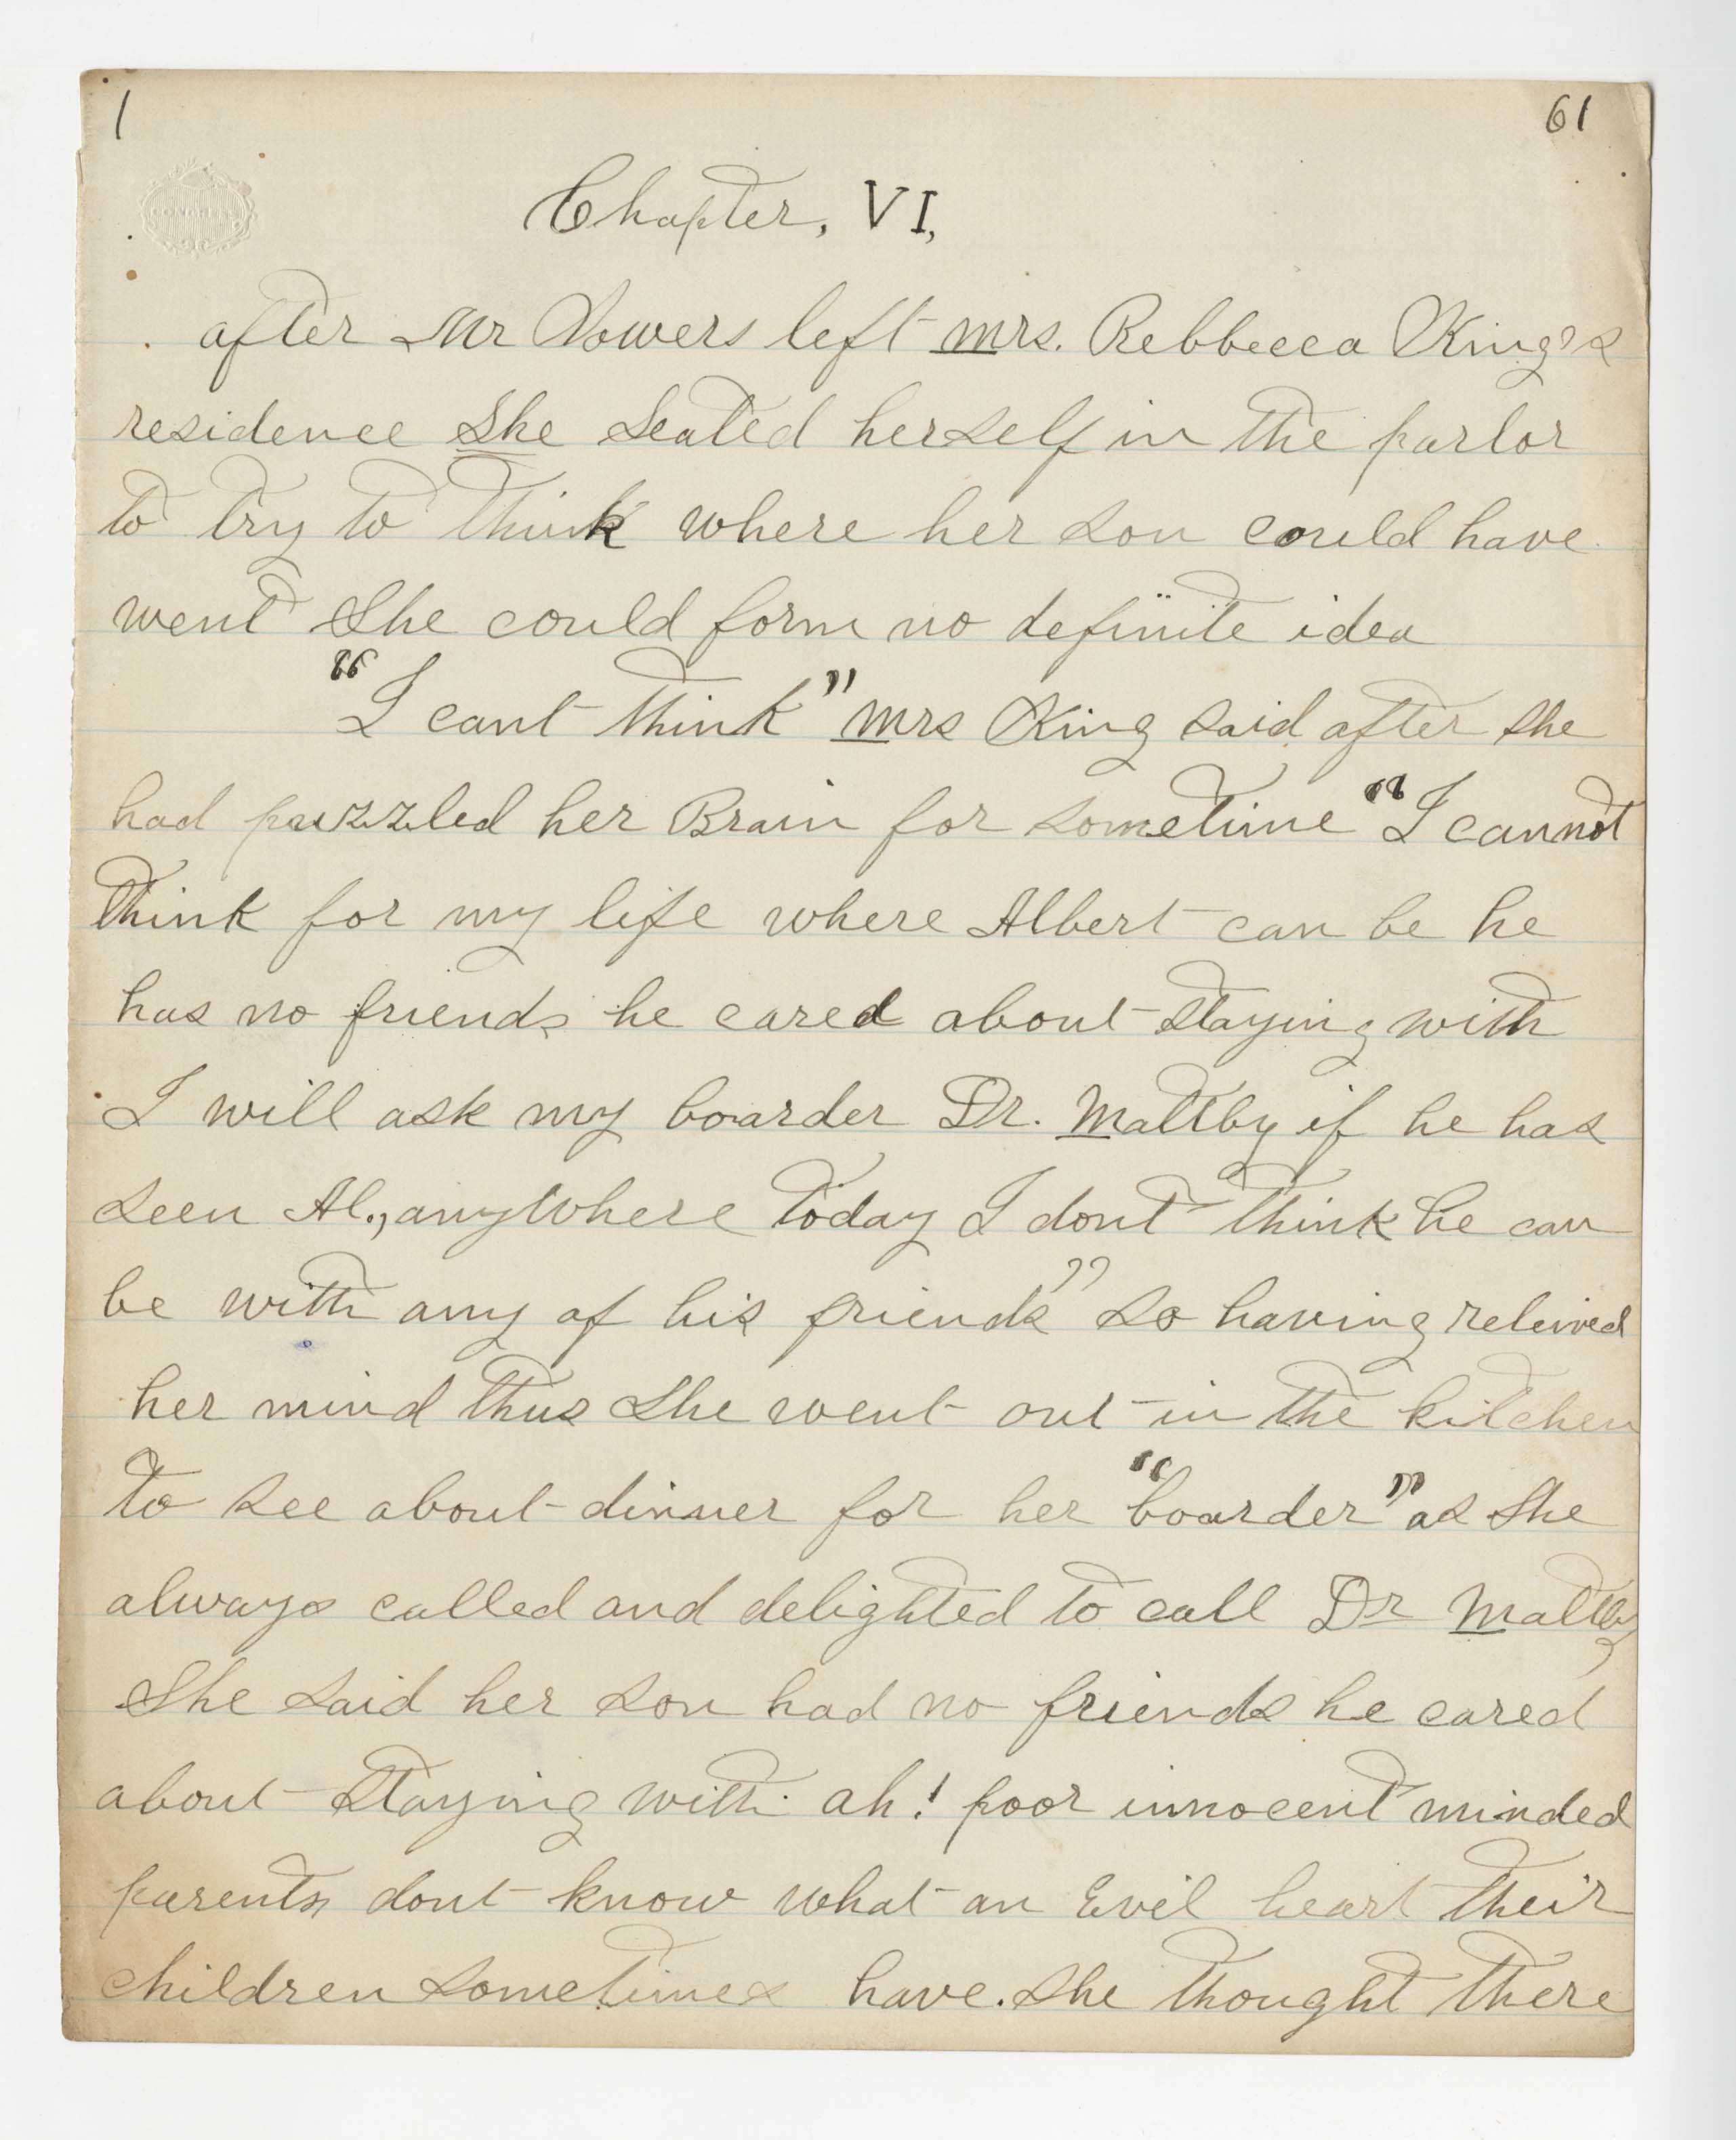 1 61
CONGRESS
Chapter, VI,
after Mr Vowers left mrs. Rebbecca King's
residence She Seated herself in the parlor
to try to think where her son could have
went She could form no definite idea
"I cant think" mrs King said after she
had puzzled her Brain for sometime "I cannot
think for my life where Albert can be he
has no friends he cared about staying with
I will ask my boarder Dr. Maltby if he has
seen Al., anywhere today I dont think he can
be with any of his friends" so having releived
her mind thus She went out in the kitchen
to see about dinner for her "boarder" as She
always called and delighted to call Dr Maltby
She said her son had no friends he cared
about staying with. ah! poor innocent minded
parents dont know what an Evil heart their
children sometimes have. She thought there